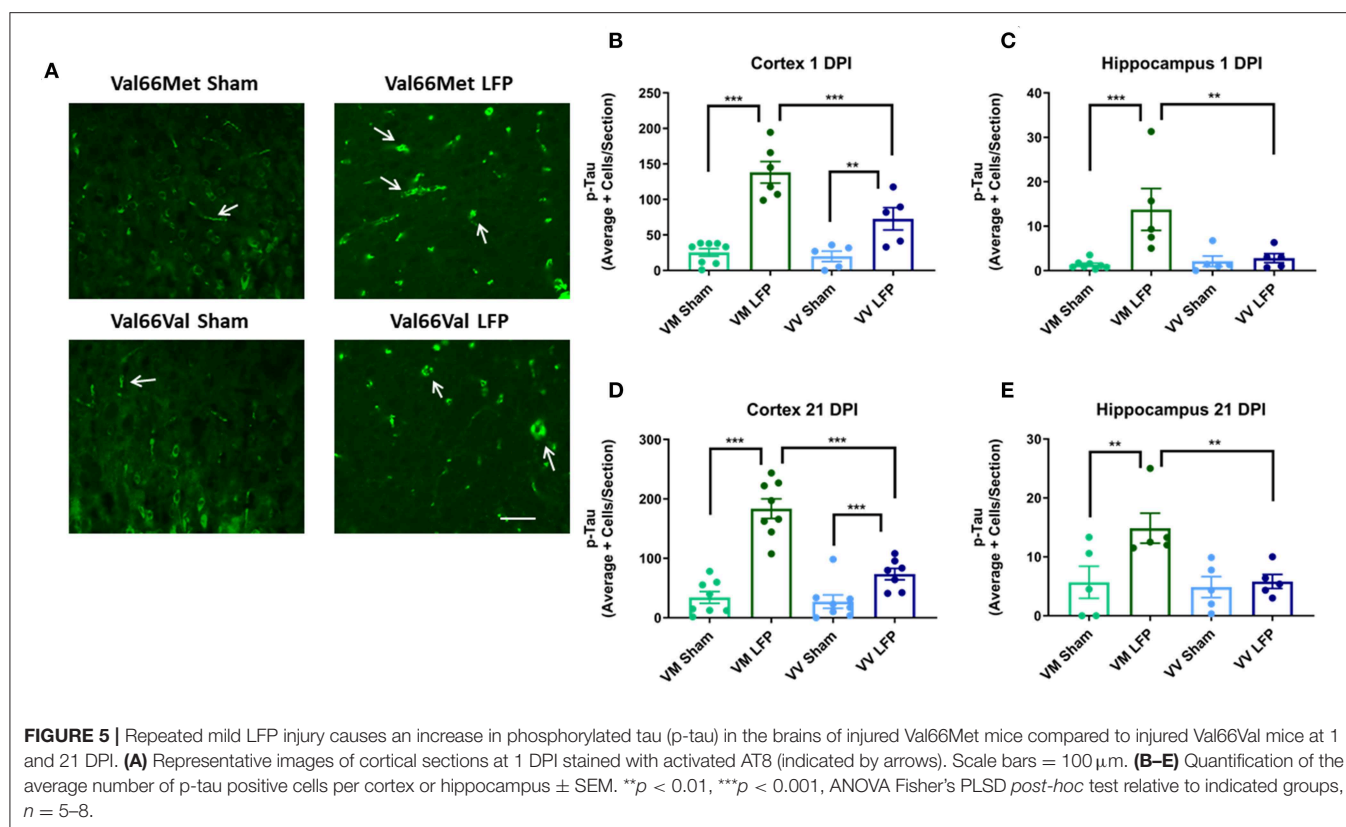 A
Val66Met Sham
Val66Met LFP
Val66Val Sham
Val66Val LFP
B
Cortex 1 DPI
p-Tau
(Average + Cells/Section)
250
200
150
100
50
0
***
***
**
VM Sham
VM LFP
VV Sham
VV LFP
C
Hippocampus 1 DPI
p-Tau
(Average + Cells/Section)
40
30
20
10
0
***
**
VM Sham
VM LFP
VV Sham
VV LFP
D
Cortex 21 DPI
p-Tau
(Average + Cells/Section)
300
200
100
0
***
***
***
VM Sham
VM LFP
VV Sham
VV LFP
E
Hippocampus 21 DPI
p-Tau
(Average + Cells/Section)
30
20
10
0
**
**
VM Sham
VM LFP
VV Sham
VV LFP
FIGURE 5 | Repeated mild LFP injury causes an increase in phosphorylated tau (p-tau) in the brains of injured Val66Met mice compared to injured Val66Val mice at 1
and 21 DPI. (A) Representative images of cortical sections at 1 DPI stained with activated AT8 (indicated by arrows). Scale bars = 100 μm. (B–E) Quantification of the
average number of p-tau positive cells per cortex or hippocampus ± SEM. **p < 0.01, ***p < 0.001, ANOVA Fisher's PLSD post-hoc test relative to indicated groups,
n = 5–8.